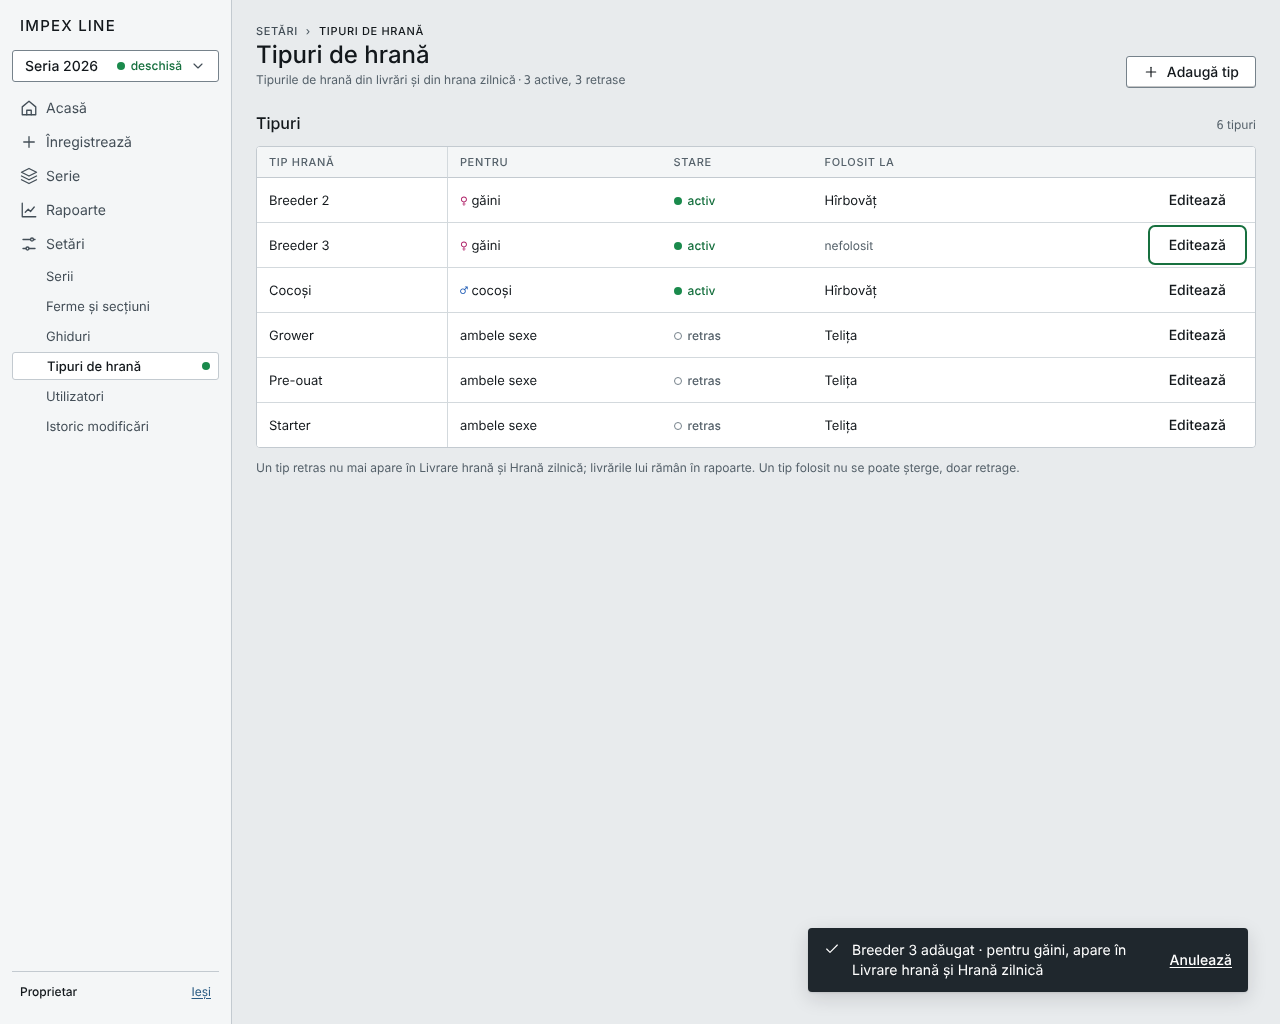 IMPEX LINE
Seria 2026 deschisă
Acasă
Înregistrează
Serie
Rapoarte
Setări
Serii
Ferme și secțiuni
Ghiduri
Tipuri de hrană
Utilizatori
Istoric modificări
Proprietar Ieși
SETĂRI › TIPURI DE HRANĂ
Tipuri de hrană
Tipurile de hrană din livrări și din hrana zilnică · 3 active, 3 retrase
Adaugă tip
Tipuri
6 tipuri
TIP HRANĂ PENTRU STARE FOLOSIT LA
Breeder 2 ♀ găini activ Hîrbovăț Editează
Breeder 3 ♀ găini activ nefolosit Editează
Cocoși ♂ cocoși activ Hîrbovăț Editează
Grower ambele sexe retras Telița Editează
Pre-ouat ambele sexe retras Telița Editează
Starter ambele sexe retras Telița Editează
Un tip retras nu mai apare în Livrare hrană și Hrană zilnică; livrările lui rămân în rapoarte. Un tip folosit nu se poate șterge, doar retrage.
Breeder 3 adăugat · pentru găini, apare în
Livrare hrană și Hrană zilnică
Anulează